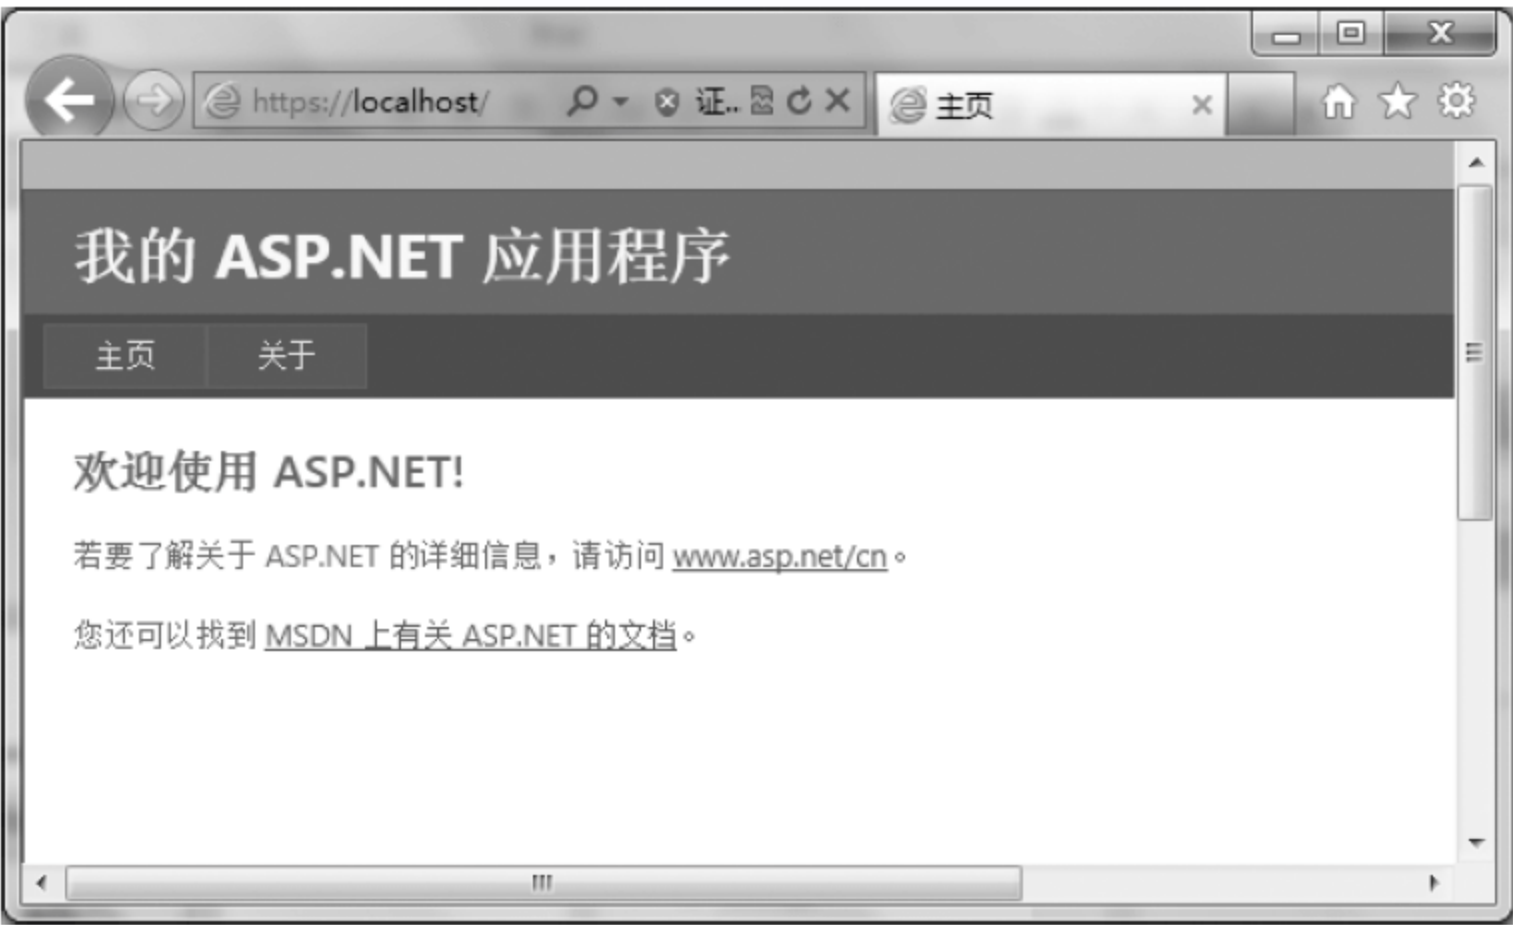 https://localhost/ 证... 主页
我的 ASP.NET 应用程序
主页 关于
欢迎使用 ASP.NET!
若要了解关于 ASP.NET 的详细信息，请访问 www.asp.net/cn。
您还可以找到 MSDN 上有关 ASP.NET 的文档。